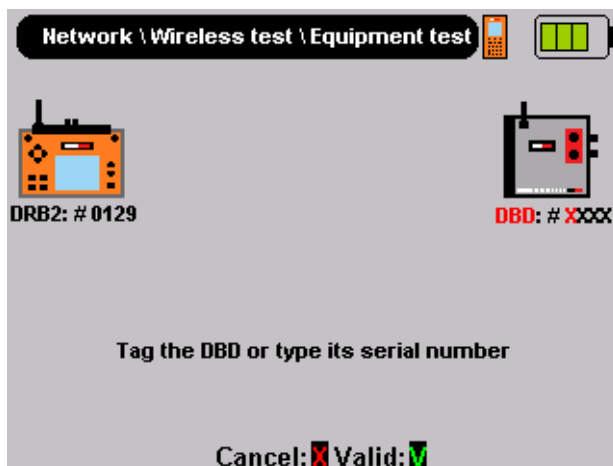 Network \ Wireless test \ Equipment test
DRB2: # 0129
DBD: # XXXX
Tag the DBD or type its serial number
Cancel: X Valid: V